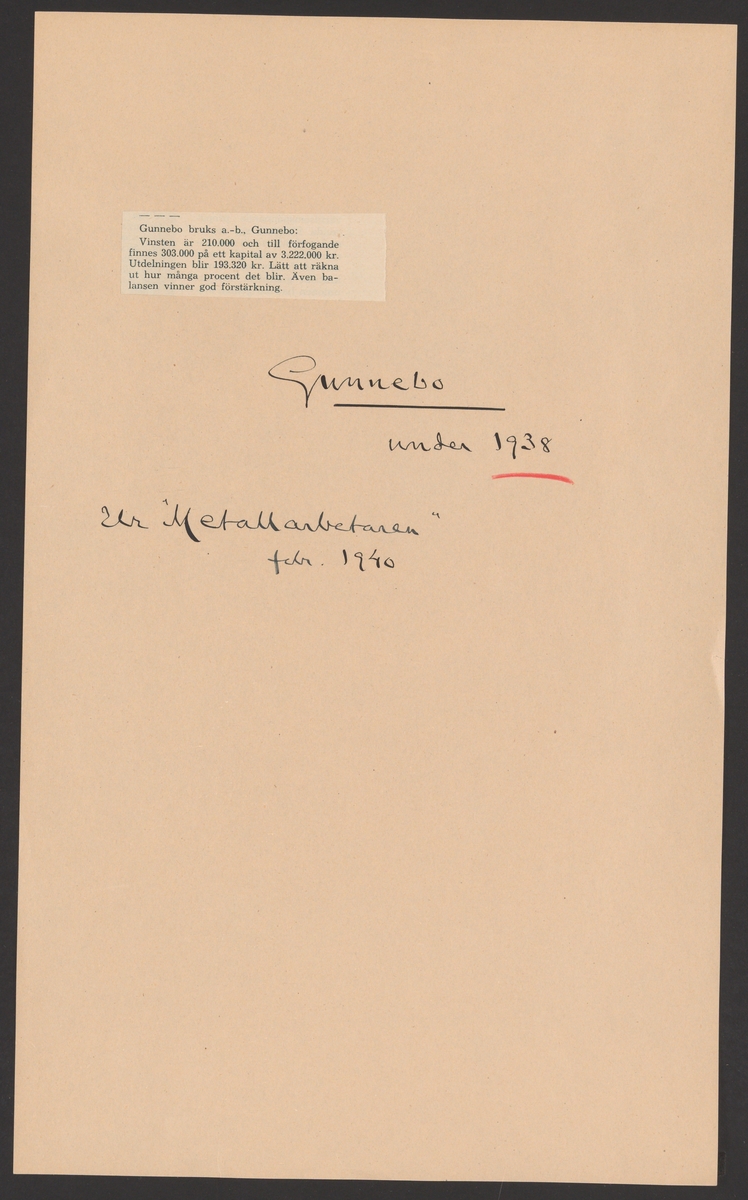 — — —
Gunnebo bruks a.-b., Gunnebo:
Vinsten är 210.000 och till förfogande
finnes 303.000 på ett kapital av 3.222.000 kr.
Utdelningen blir 193.320 kr. Lätt att räkna
ut hur många procent det blir. Även ba-
lansen vinner god förstärkning.
Gunnebo
under 1938
Ur "Metallarbetaren"
febr. 1940